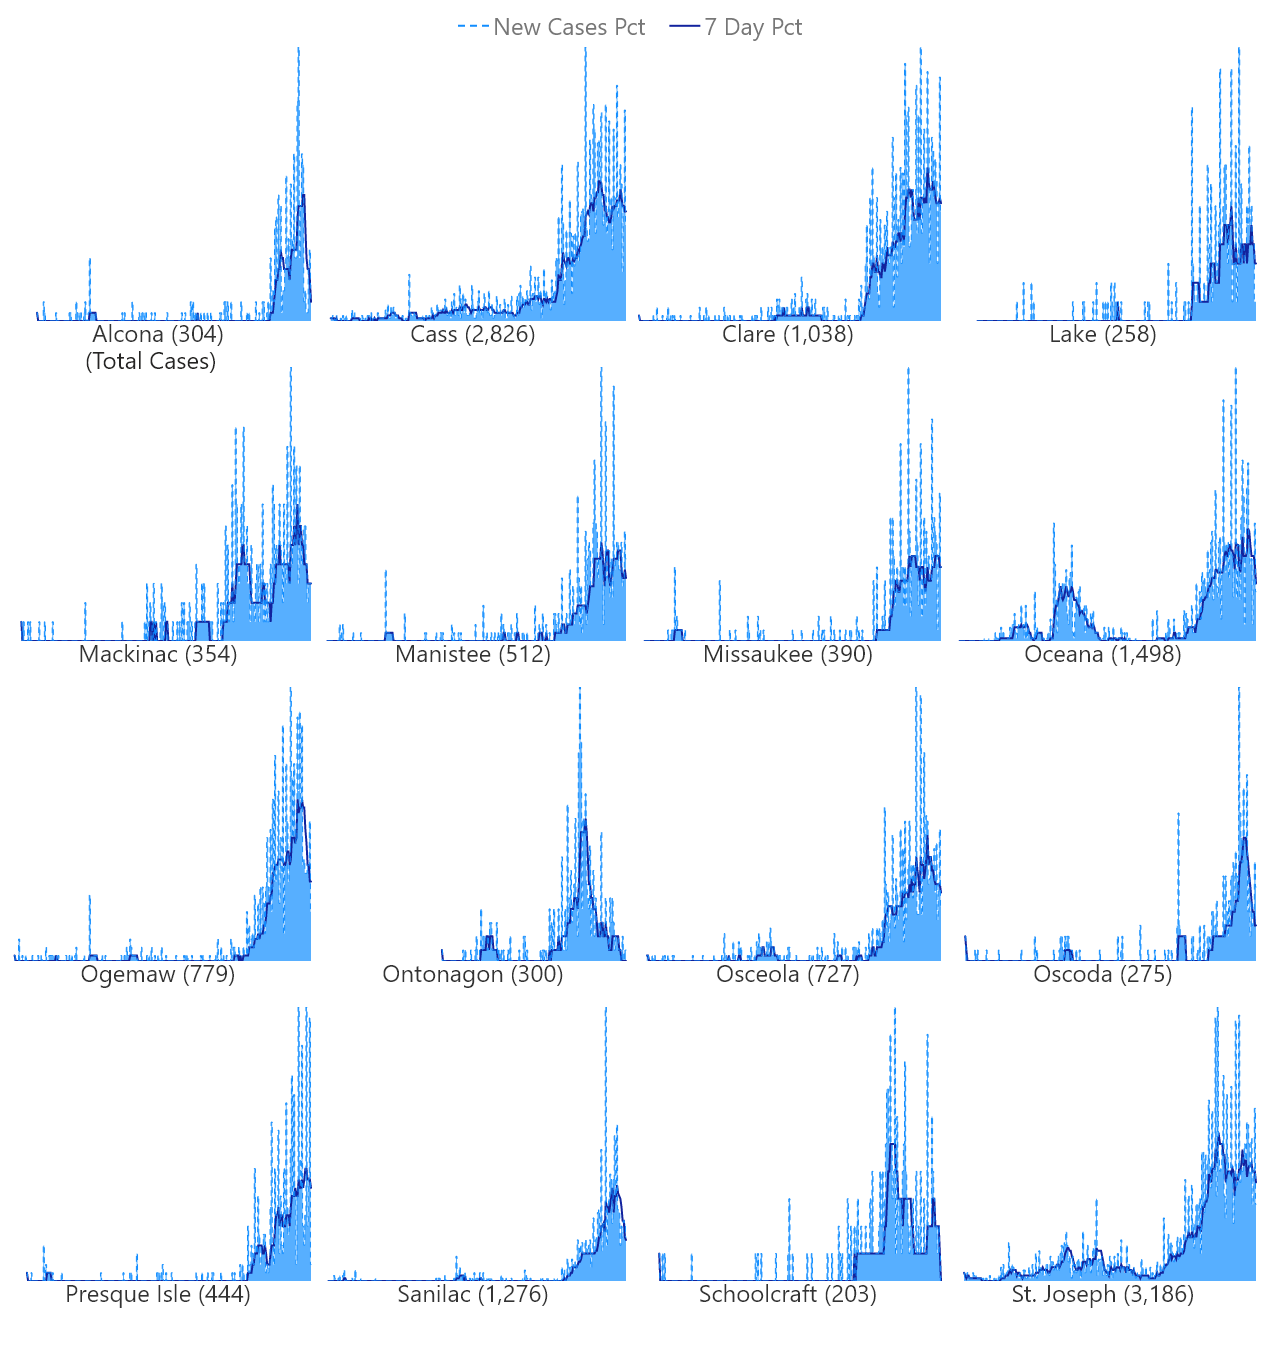 New Cases Pct 7 Day Pct
Alcona (304) Cass (2,826) Clare (1,038) Lake (258)
(Total Cases)
Mackinac (354) Manistee (512) Missaukee (390) Oceana (1,498)
Ogemaw (779) Ontonagon (300) Osceola (727) Oscoda (275)
Presque Isle (444) Sanilac (1,276) Schoolcraft (203) St. Joseph (3,186)